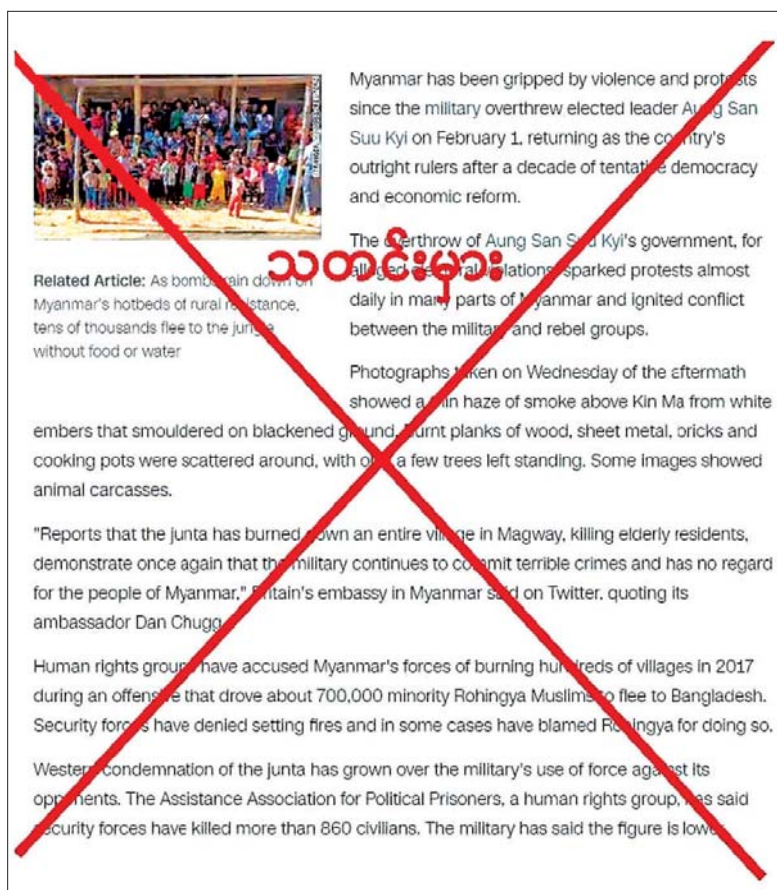 Myanmar has been gripped by violence and protests
since the military overthrew elected leader Aung San
Suu Kyi on February 1, returning as the country's
outright rulers after a decade of tentative democracy
and economic reform.
The overthrow of Aung San Suu Kyi's government, for
alleged electoral violations, sparked protests almost
daily in many parts of Myanmar and ignited conflict
between the military and rebel groups.
သတင်းမှား
Related Article: As bombs rain down on
Myanmar's hotbeds of rural resistance,
tens of thousands flee to the jungle
without food or water
Photographs taken on Wednesday of the aftermath
showed a thin haze of smoke above Kin Ma from white
embers that smouldered on blackened ground. Burnt planks of wood, sheet metal, bricks and
cooking pots were scattered around, with only a few trees left standing. Some images showed
animal carcasses.
"Reports that the junta has burned down an entire village in Magway, killing elderly residents,
demonstrate once again that the military continues to commit terrible crimes and has no regard
for the people of Myanmar," Britain's embassy in Myanmar said on Twitter, quoting its
ambassador Dan Chugg.
Human rights groups have accused Myanmar's forces of burning hundreds of villages in 2017
during an offensive that drove about 700,000 minority Rohingya Muslims to flee to Bangladesh.
Security forces have denied setting fires and in some cases have blamed Rohingya for doing so.
Western condemnation of the junta has grown over the military's use of force against its
opponents. The Assistance Association for Political Prisoners, a human rights group, has said
security forces have killed more than 860 civilians. The military has said the figure is lower.